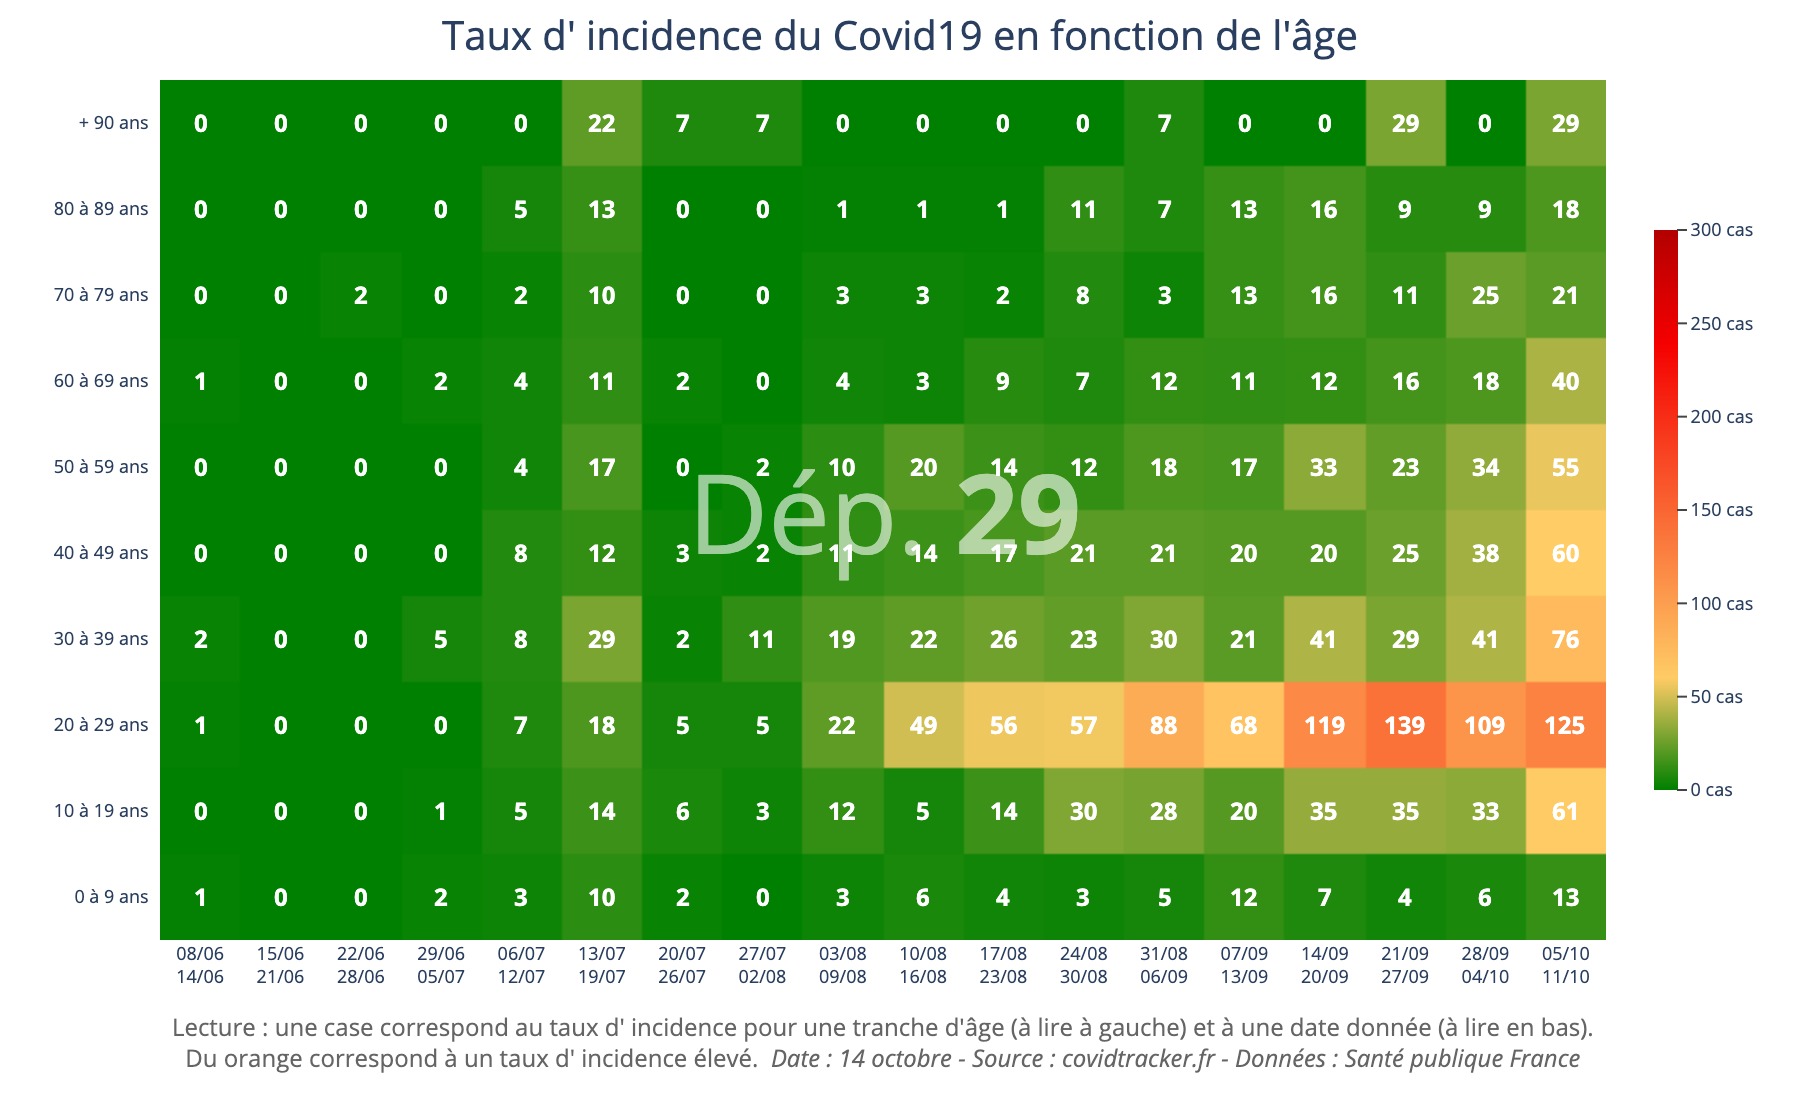 Taux d' incidence du Covid19 en fonction de l'âge
+ 90 ans 0 0 0 0 0 22 7 7 0 0 0 0 7 0 0 29 0 29
80 à 89 ans 0 0 0 0 5 13 0 0 1 1 1 11 7 13 16 9 9 18
70 à 79 ans 0 0 2 0 2 10 0 0 3 3 2 8 3 13 16 11 25 21
60 à 69 ans 1 0 0 2 4 11 2 0 4 3 9 7 12 11 12 16 18 40
50 à 59 ans 0 0 0 0 4 17 0 2 10 20 14 12 18 17 33 23 34 55
Dép. 29
40 à 49 ans 0 0 0 0 8 12 3 2 11 14 17 21 21 20 20 25 38 60
30 à 39 ans 2 0 0 5 8 29 2 11 19 22 26 23 30 21 41 29 41 76
20 à 29 ans 1 0 0 0 7 18 5 5 22 49 56 57 88 68 119 139 109 125
10 à 19 ans 0 0 0 1 5 14 6 3 12 5 14 30 28 20 35 35 33 61
0 à 9 ans 1 0 0 2 3 10 2 0 3 6 4 3 5 12 7 4 6 13
08/06 15/06 22/06 29/06 06/07 13/07 20/07 27/07 03/08 10/08 17/08 24/08 31/08 07/09 14/09 21/09 28/09 05/10
14/06 21/06 28/06 05/07 12/07 19/07 26/07 02/08 09/08 16/08 23/08 30/08 06/09 13/09 20/09 27/09 04/10 11/10
300 cas
250 cas
200 cas
150 cas
100 cas
50 cas
0 cas
Lecture : une case correspond au taux d' incidence pour une tranche d'âge (à lire à gauche) et à une date donnée (à lire en bas).
Du orange correspond à un taux d' incidence élevé. Date : 14 octobre - Source : covidtracker.fr - Données : Santé publique France